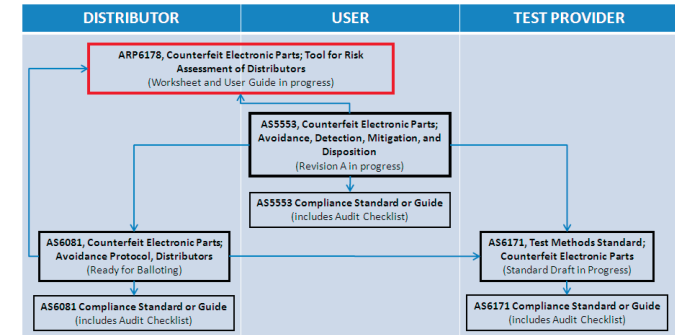 DISTRIBUTOR USER TEST PROVIDER
ARP6178, Counterfeit Electronic Parts; Tool for Risk
Assessment of Distributors
(Worksheet and User Guide in progress)
AS5553, Counterfeit Electronic Parts;
Avoidance, Detection, Mitigation, and
Disposition
(Revision A in progress)
AS5553 Compliance Standard or Guide
(includes Audit Checklist)
AS6081, Counterfeit Electronic Parts;
Avoidance Protocol, Distributors
(Ready for Balloting)
AS6171, Test Methods Standard;
Counterfeit Electronic Parts
(Standard Draft in Progress)
AS6081 Compliance Standard or Guide
(includes Audit Checklist)
AS6171 Compliance Standard or Guide
(includes Audit Checklist)